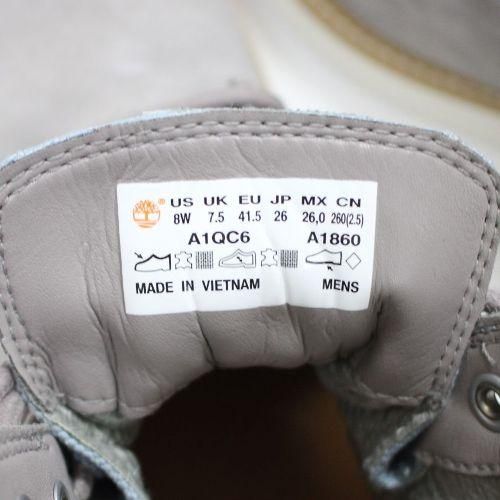 US UK EU JP MX CN
8W 7.5 41.5 26 26,0 260(2.5)
A1QC6 A1860
MADE IN VIETNAM MENS